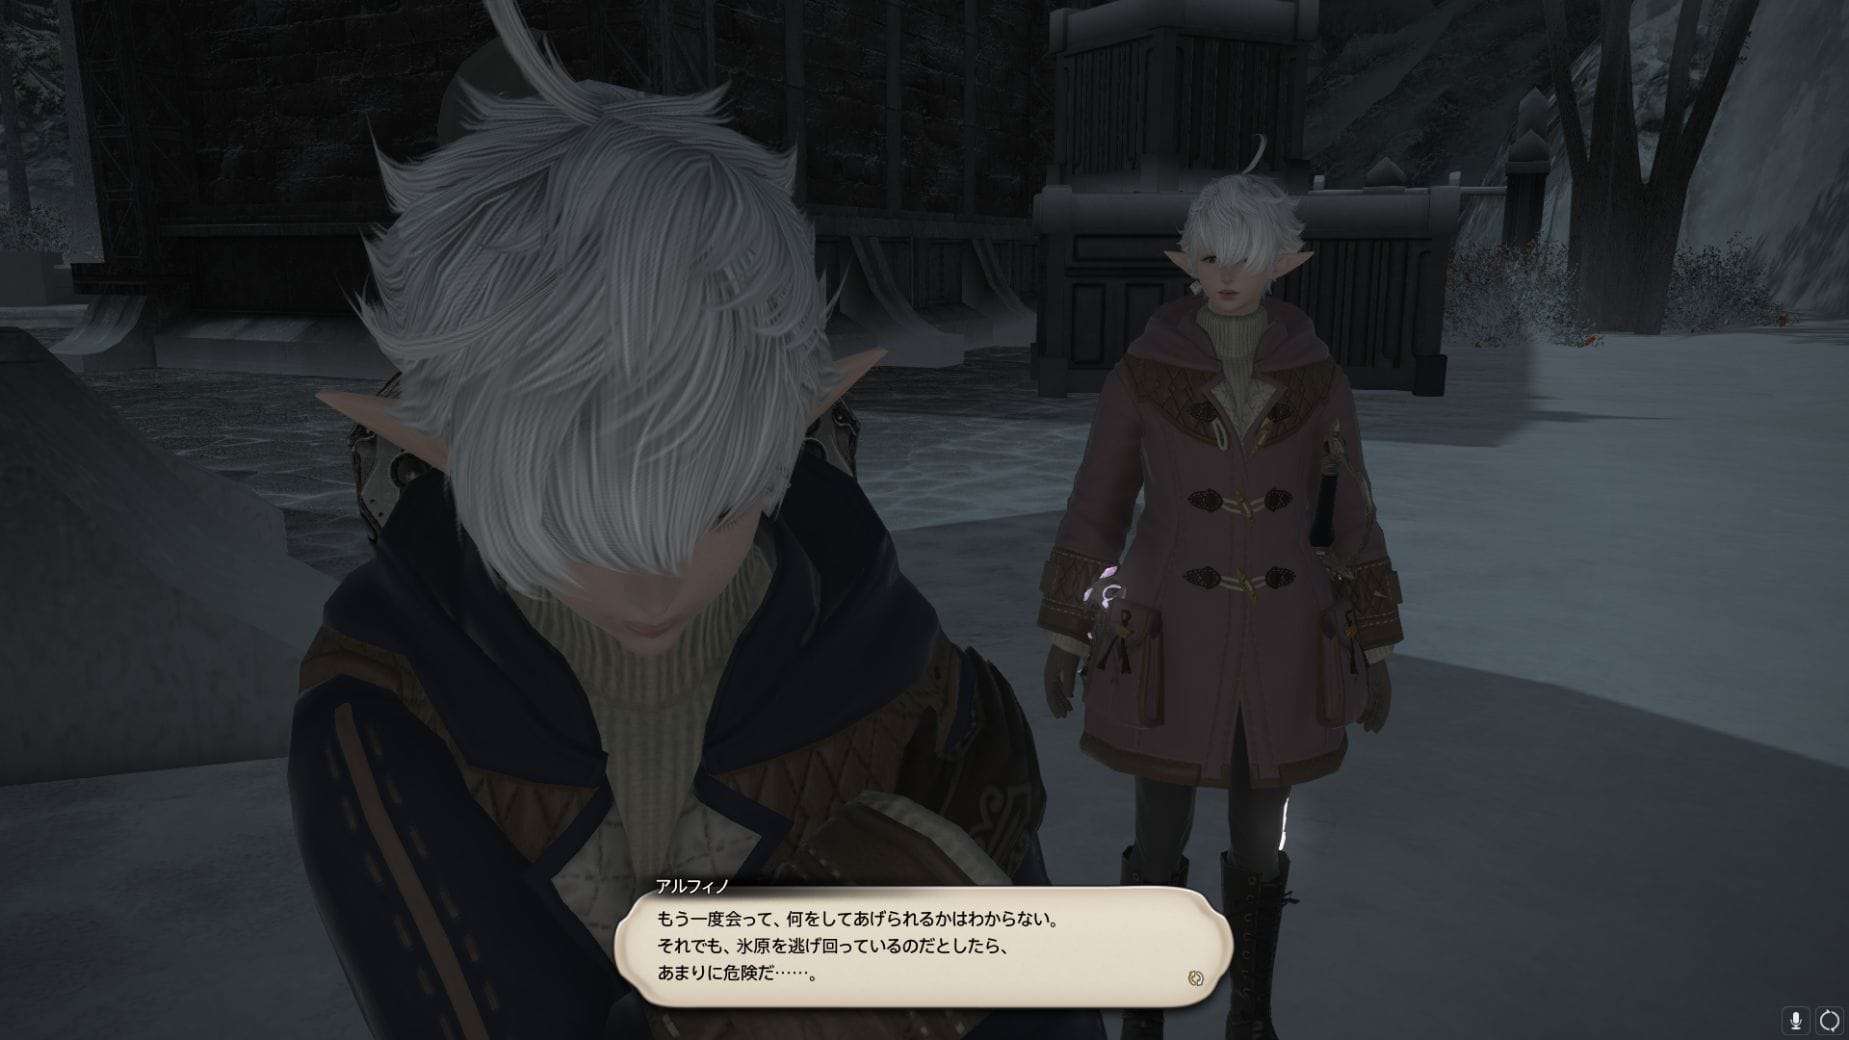 アルフィノ
もう一度会って、何をしてあげられるかはわからない。
それでも、氷原を逃げ回っているのだとしたら、
あまりに危険だ……。